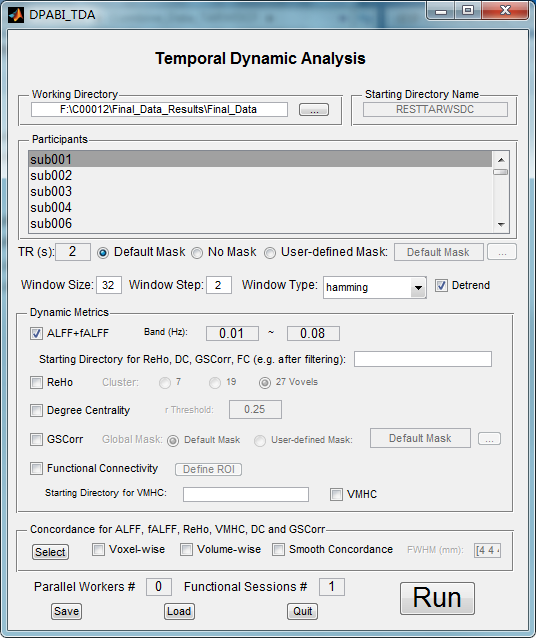 DPABI_TDA
Temporal Dynamic Analysis
Working Directory
F:\C00012\Final_Data_Results\Final_Data ...
Starting Directory Name
RESTTARWSDC
Participants
sub001
sub002
sub003
sub004
sub006
TR (s): 2 Default Mask No Mask User-defined Mask: Default Mask ...
Window Size: 32 Window Step: 2 Window Type: hamming Detrend
Dynamic Metrics
ALFF+fALFF Band (Hz): 0.01 ~ 0.08
Starting Directory for ReHo, DC, GSCorr, FC (e.g. after filtering):
ReHo Cluster: 7 19 27 Vovels
Degree Centrality r Threshold: 0.25
GSCorr Global Mask: Default Mask User-defined Mask: Default Mask ...
Functional Connectivity Define ROI
Starting Directory for VMHC: VMHC
Concordance for ALFF, fALFF, ReHo, VMHC, DC and GSCorr
Select Voxel-wise Volume-wise Smooth Concordance FWHM (mm): [4 4
Parallel Workers # 0 Functional Sessions # 1
Save Load Quit Run